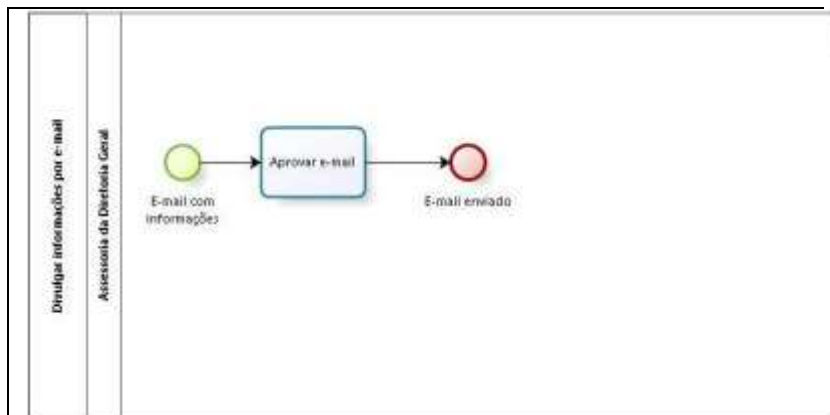 Divulgar informações por e-mail
Assessoria da Diretoria Geral
E-mail com
informações
Aprovar e-mail
E-mail enviado